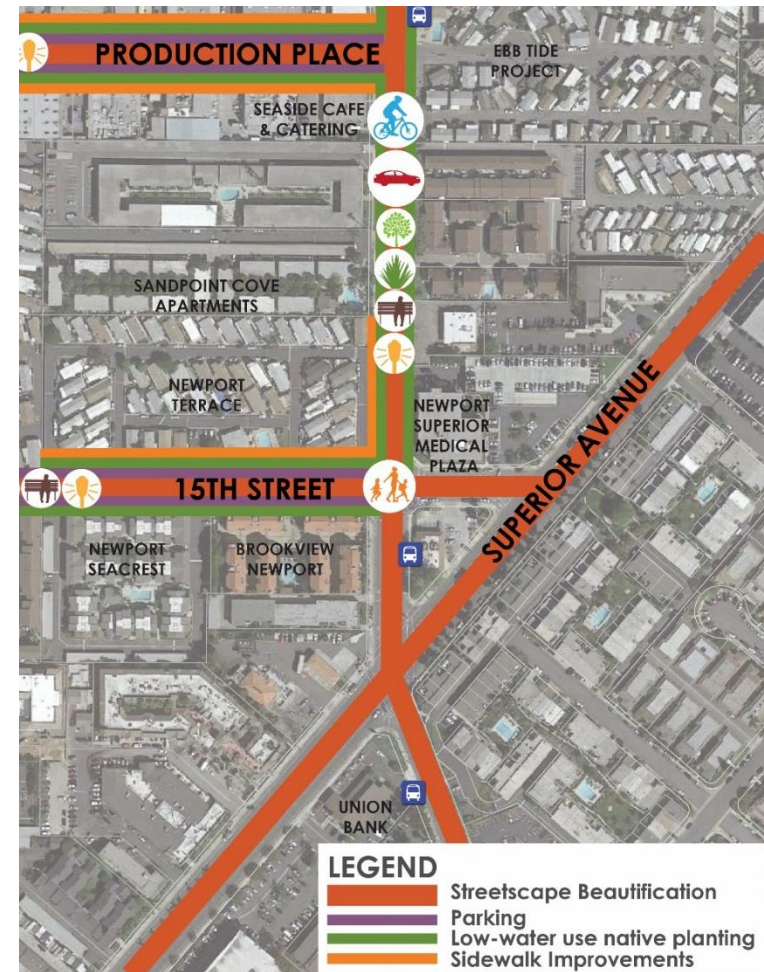 PRODUCTION PLACE
EBB TIDE
PROJECT
SEASIDE CAFE
& CATERING
SANDPOINT COVE
APARTMENTS
NEWPORT
TERRACE
NEWPORT
SUPERIOR
MEDICAL
PLAZA
SUPERIOR AVENUE
15TH STREET
NEWPORT
SEACREST
BROOKVIEW
NEWPORT
UNION
BANK
LEGEND
Streetscape Beautification
Parking
Low-water use native planting
Sidewalk Improvements